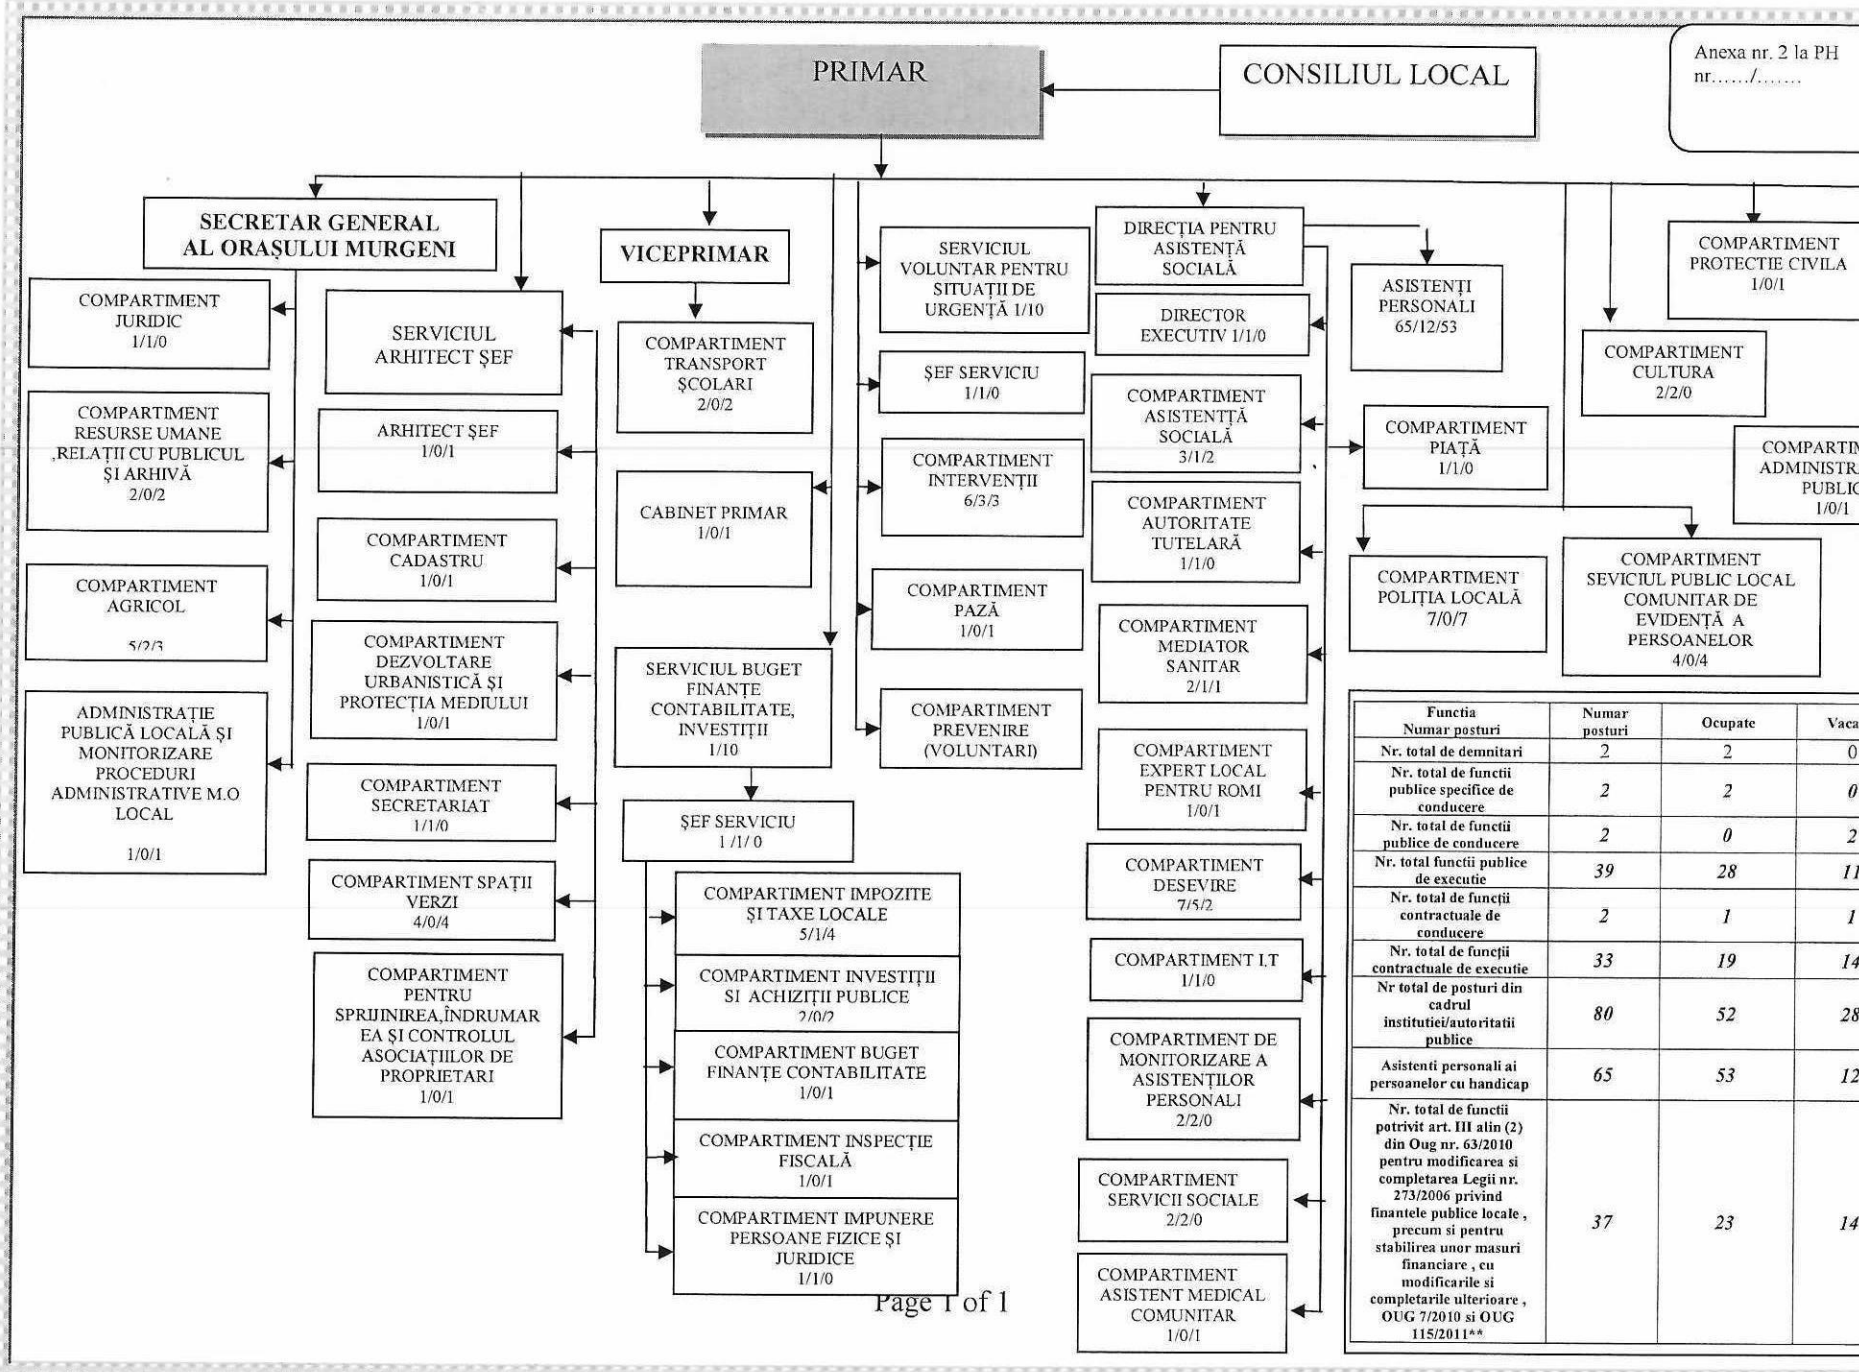 PRIMAR
CONSILIUL LOCAL
Anexa nr. 2 la PH
nr....../.......
SECRETAR GENERAL
AL ORAȘULUI MURGENI
COMPARTIMENT
JURIDIC
1/1/0
COMPARTIMENT
RESURSE UMANE
,RELAȚII CU PUBLICUL
ȘI ARHIVĂ
2/0/2
COMPARTIMENT
AGRICOL
5/2/3
ADMINISTRAȚIE
PUBLICĂ LOCALĂ ȘI
MONITORIZARE
PROCEDURI
ADMINISTRATIVE M.O
LOCAL
1/0/1
SERVICIUL
ARHITECT ȘEF
ARHITECT ȘEF
1/0/1
COMPARTIMENT
CADASTRU
1/0/1
COMPARTIMENT
DEZVOLTARE
URBANISTICĂ ȘI
PROTECȚIA MEDIULUI
1/0/1
COMPARTIMENT
SECRETARIAT
1/1/0
COMPARTIMENT SPAȚII
VERZI
4/0/4
COMPARTIMENT
PENTRU
SPRIJINIREA,ÎNDRUMAR
EA ȘI CONTROLUL
ASOCIAȚIILOR DE
PROPRIETARI
1/0/1
VICEPRIMAR
COMPARTIMENT
TRANSPORT
ȘCOLARI
2/0/2
CABINET PRIMAR
1/0/1
SERVICIUL BUGET
FINANȚE
CONTABILITATE,
INVESTIȚII
1/10
ȘEF SERVICIU
1 /1/ 0
COMPARTIMENT IMPOZITE
ȘI TAXE LOCALE
5/1/4
COMPARTIMENT INVESTIȚII
SI ACHIZIȚII PUBLICE
2/0/2
COMPARTIMENT BUGET
FINANȚE CONTABILITATE
1/0/1
COMPARTIMENT INSPECȚIE
FISCALĂ
1/0/1
COMPARTIMENT IMPUNERE
PERSOANE FIZICE ȘI
JURIDICE
1/1/0
SERVICIUL
VOLUNTAR PENTRU
SITUAȚII DE
URGENȚĂ 1/10
ȘEF SERVICIU
1/1/0
COMPARTIMENT
INTERVENȚII
6/3/3
COMPARTIMENT
PAZĂ
1/0/1
COMPARTIMENT
PREVENIRE
(VOLUNTARI)
DIRECȚIA PENTRU
ASISTENȚĂ
SOCIALĂ
DIRECTOR
EXECUTIV 1/1/0
COMPARTIMENT
ASISTENTȚĂ
SOCIALĂ
3/1/2
COMPARTIMENT
AUTORITATE
TUTELARĂ
1/1/0
COMPARTIMENT
MEDIATOR
SANITAR
2/1/1
COMPARTIMENT
EXPERT LOCAL
PENTRU ROMI
1/0/1
COMPARTIMENT
DESEVIRE
7/5/2
COMPARTIMENT I.T
1/1/0
COMPARTIMENT DE
MONITORIZARE A
ASISTENȚILOR
PERSONALI
2/2/0
COMPARTIMENT
SERVICII SOCIALE
2/2/0
COMPARTIMENT
ASISTENT MEDICAL
COMUNITAR
1/0/1
ASISTENȚI
PERSONALI
65/12/53
COMPARTIMENT
PIAȚĂ
1/1/0
COMPARTIMENT
POLIȚIA LOCALĂ
7/0/7
COMPARTIMENT
PROTECTIE CIVILA
1/0/1
COMPARTIMENT
CULTURA
2/2/0
COMPARTIM
ADMINISTRA
PUBLIC
1/0/1
COMPARTIMENT
SEVICIUL PUBLIC LOCAL
COMUNITAR DE
EVIDENȚĂ A
PERSOANELOR
4/0/4
Functia
Numar posturi
Numar
posturi
Ocupate
Vaca
Nr. total de demnitari 2 2 0
Nr. total de functii
publice specifice de
conducere
2 2 0
Nr. total de functii
publice de conducere
2 0 2
Nr. total functii publice
de executie
39 28 11
Nr. total de funcții
contractuale de
conducere
2 1 1
Nr. total de funcții
contractuale de executie
33 19 14
Nr total de posturi din
cadrul
institutiei/autoritatii
publice
80 52 28
Asistenti personali ai
persoanelor cu handicap
65 53 12
Nr. total de functii
potrivit art. III alin (2)
din Oug nr. 63/2010
pentru modificarea si
completarea Legii nr.
273/2006 privind
finantele publice locale ,
precum si pentru
stabilirea unor masuri
financiare , cu
modificarile si
completarile ulterioare ,
OUG 7/2010 si OUG
115/2011**
37 23 14
Page 1 of 1